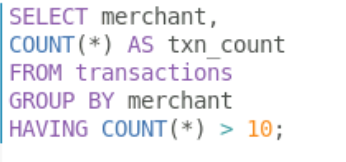 SELECT merchant,
COUNT(*) AS txn_count
FROM transactions
GROUP BY merchant
HAVING COUNT(*) > 10;